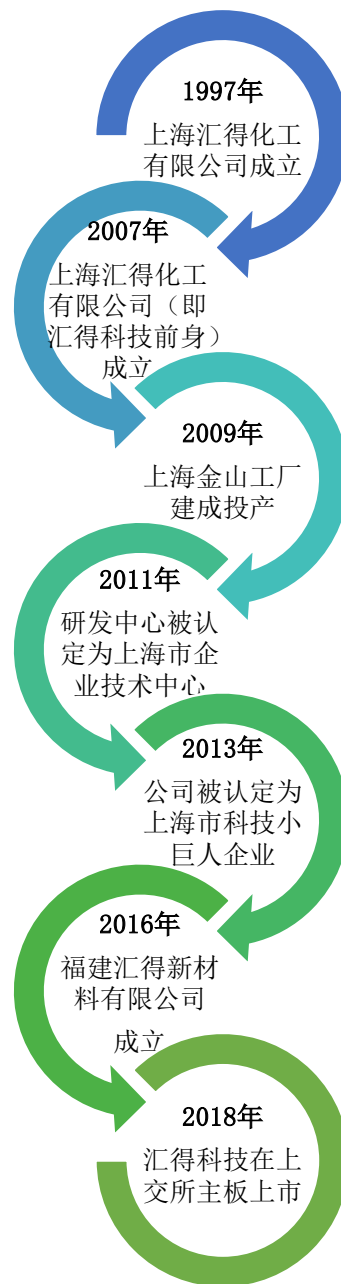 1997年
上海汇得化工
有限公司成立
2007年
上海汇得化工
有限公司（即
汇得科技前身）
成立
2009年
上海金山工厂
建成投产
2011年
研发中心被认
定为上海市企
业技术中心
2013年
公司被认定为
上海市科技小
巨人企业
2016年
福建汇得新材
料有限公司
成立
2018年
汇得科技在上
交所主板上市